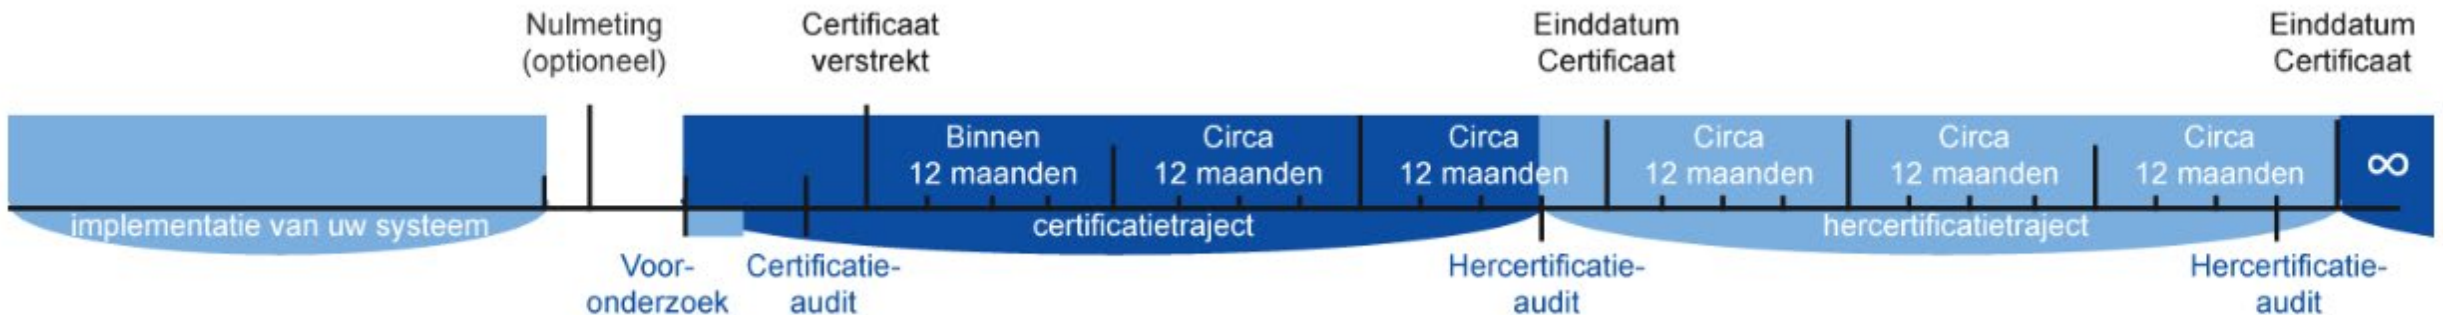 Nulmeting
(optioneel)
Certificaat
verstrekt
Einddatum
Certificaat
Einddatum
Certificaat
Binnen
12 maanden
Circa
12 maanden
Circa
12 maanden
Circa
12 maanden
Circa
12 maanden
Circa
12 maanden
∞
implementatie van uw systeem
certificatietraject
hercertificatietraject
Voor-
onderzoek
Certificatie-
audit
Hercertificatie-
audit
Hercertificatie-
audit